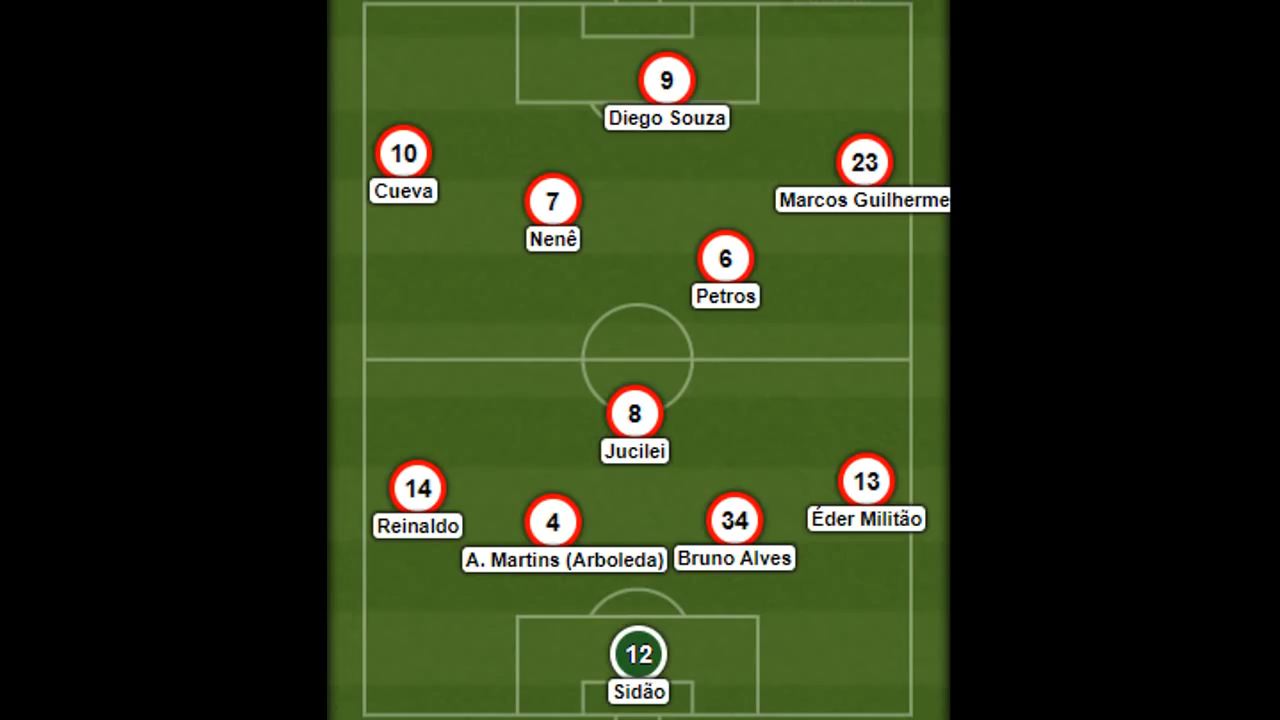 9
Diego Souza
10
Cueva
23
Marcos Guilherme
7
Nenê
6
Petros
8
Jucilei
14
Reinaldo
4
A. Martins (Arboleda)
34
Bruno Alves
13
Éder Militão
12
Sidão